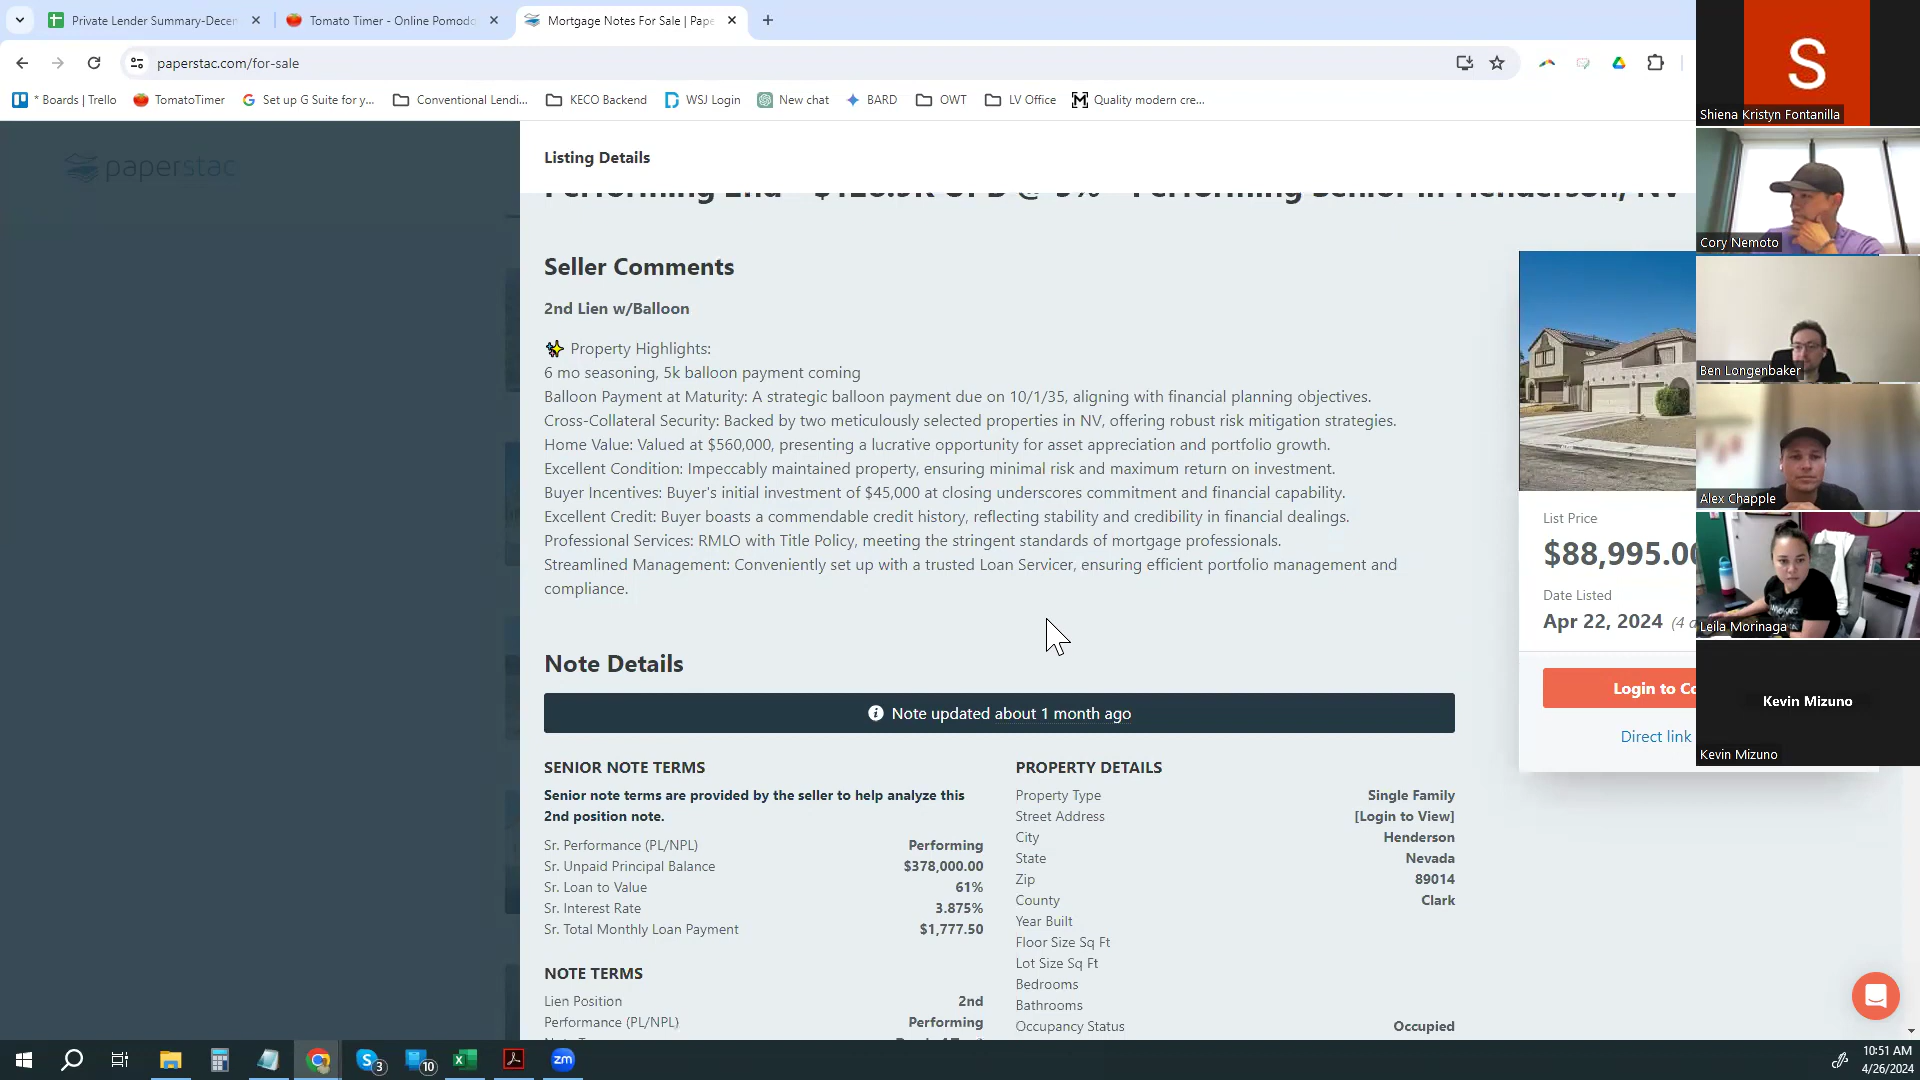 Private Lender Summary-Decem
Tomato Timer - Online Pomodo
Mortgage Notes For Sale | Pape
paperstac.com/for-sale
* Boards | Trello
TomatoTimer
Set up G Suite for y...
Conventional Lendi...
KECO Backend
WSJ Login
New chat
BARD
OWT
LV Office
Quality modern cre...
paperstac
Listing Details
Seller Comments
2nd Lien w/Balloon
Property Highlights:
6 mo seasoning, 5k balloon payment coming
Balloon Payment at Maturity: A strategic balloon payment due on 10/1/35, aligning with financial planning objectives.
Cross-Collateral Security: Backed by two meticulously selected properties in NV, offering robust risk mitigation strategies.
Home Value: Valued at $560,000, presenting a lucrative opportunity for asset appreciation and portfolio growth.
Excellent Condition: Impeccably maintained property, ensuring minimal risk and maximum return on investment.
Buyer Incentives: Buyer's initial investment of $45,000 at closing underscores commitment and financial capability.
Excellent Credit: Buyer boasts a commendable credit history, reflecting stability and credibility in financial dealings.
Professional Services: RMLO with Title Policy, meeting the stringent standards of mortgage professionals.
Streamlined Management: Conveniently set up with a trusted Loan Servicer, ensuring efficient portfolio management and
compliance.
Note Details
Note updated about 1 month ago
SENIOR NOTE TERMS
Senior note terms are provided by the seller to help analyze this
2nd position note.
Sr. Performance (PL/NPL) Performing
Sr. Unpaid Principal Balance $378,000.00
Sr. Loan to Value 61%
Sr. Interest Rate 3.875%
Sr. Total Monthly Loan Payment $1,777.50
NOTE TERMS
Lien Position 2nd
Performance (PL/NPL) Performing
PROPERTY DETAILS
Property Type Single Family
Street Address [Login to View]
City Henderson
State Nevada
Zip 89014
County Clark
Year Built
Floor Size Sq Ft
Lot Size Sq Ft
Bedrooms
Bathrooms
Occupancy Status Occupied
List Price
$88,995.00
Date Listed
Apr 22, 2024 (4 d
Login to Co
Direct link
S
Shiena Kristyn Fontanilla
Cory Nemoto
Ben Longenbaker
Alex Chapple
Leila Morinaga
Kevin Mizuno
Kevin Mizuno
3
10
zm
10:51 AM
4/26/2024